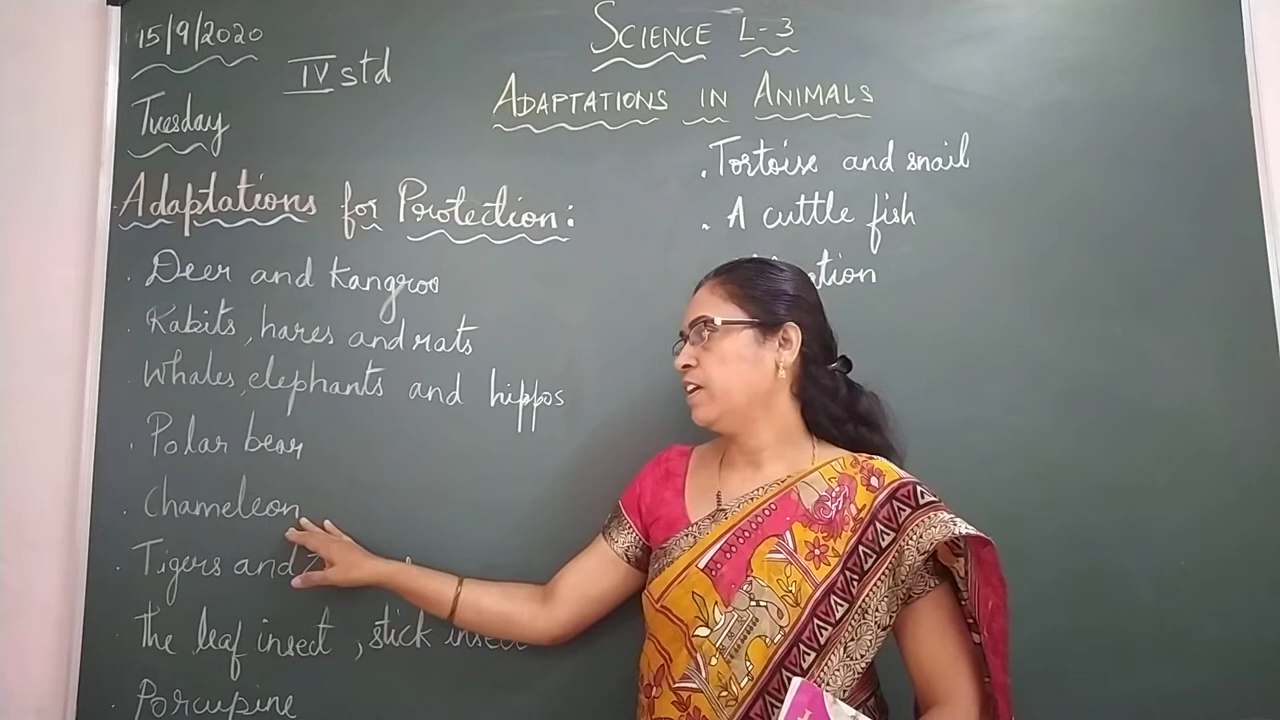 15/9/2020
IV std
Tuesday
SCIENCE L-3
ADAPTATIONS IN ANIMALS
Adaptations for Protection:
. Deer and Kangroo
. Rabits, hares and rats
. Whales, elephants and hippos
. Polar bear
. Chameleon
. Tigers and
. The leaf insect, stick insect
. Porcupine
. Tortoise and snail
. A cuttle fish